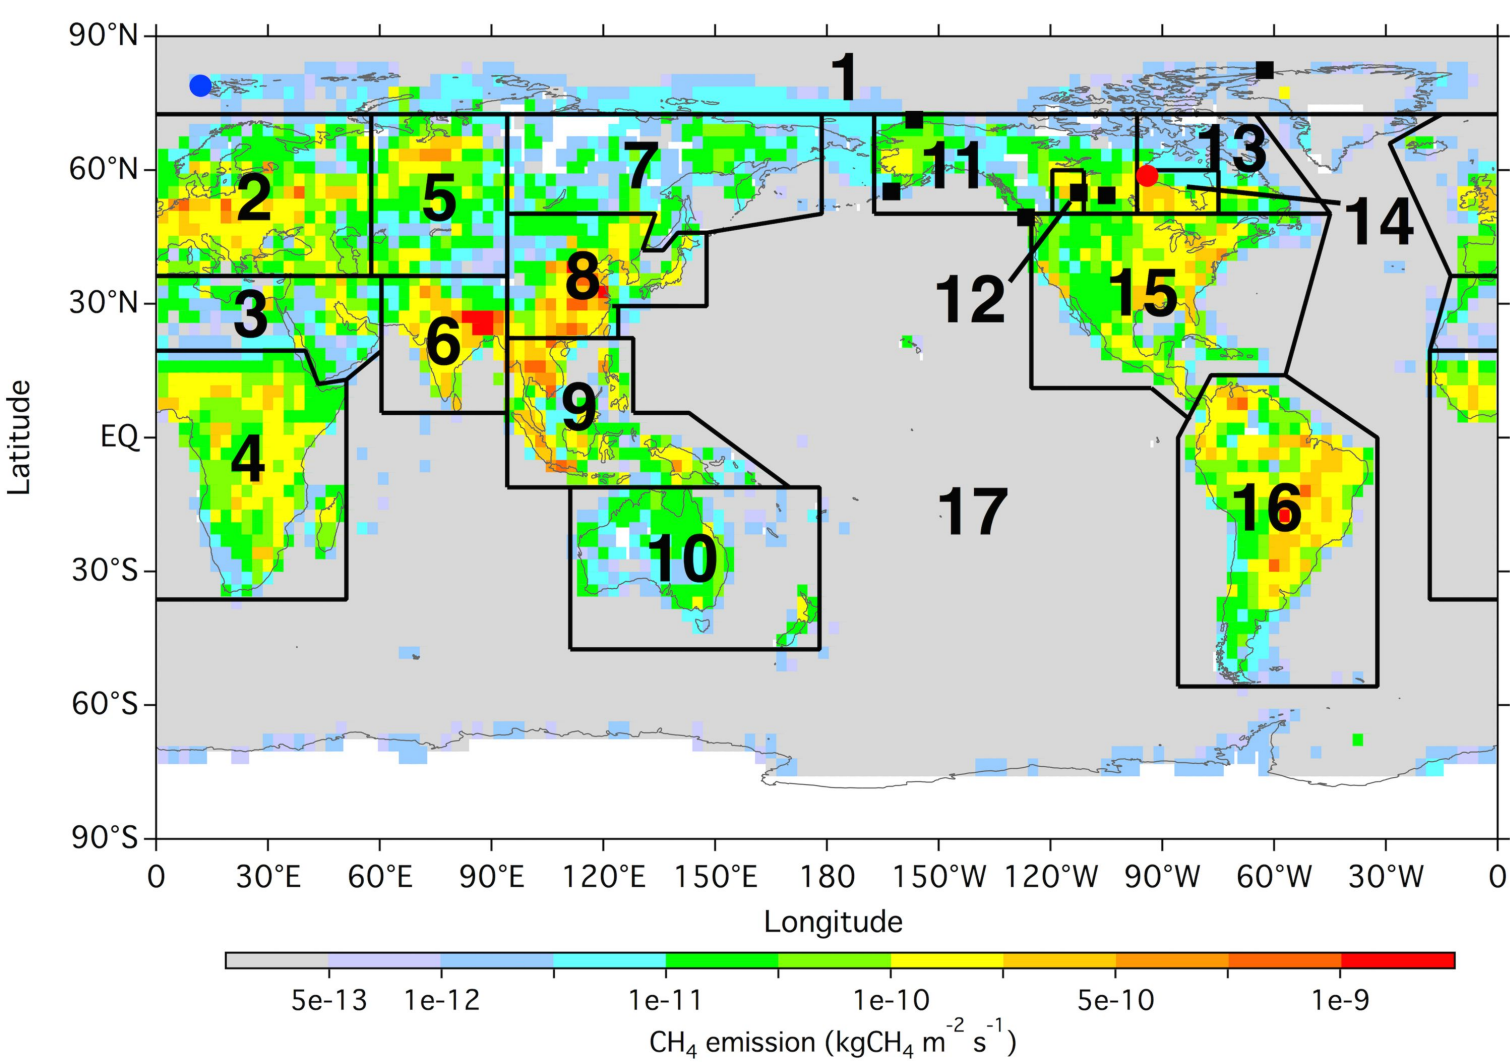 90°N
60°N
30°N
EQ
30°S
60°S
90°S
Latitude
1
2
3
4
5
6
7
8
9
10
11
12
13
14
15
16
17
0 30°E 60°E 90°E 120°E 150°E 180 150°W 120°W 90°W 60°W 30°W 0
Longitude
5e-13 1e-12 1e-11 1e-10 5e-10 1e-9
CH₄ emission (kgCH₄ m⁻² s⁻¹)